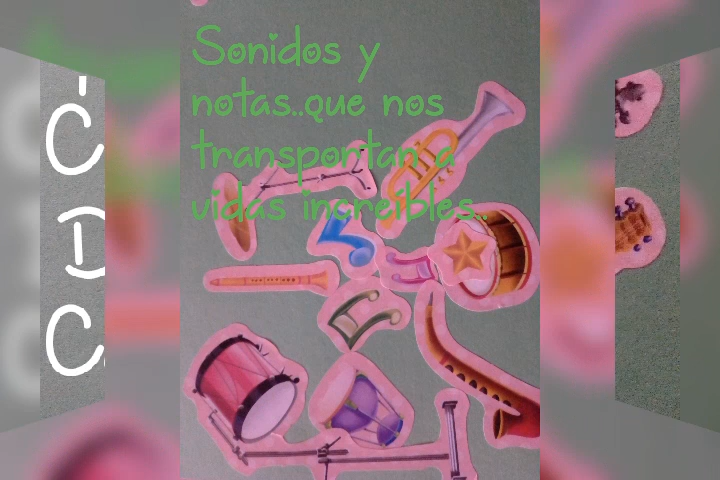 Sonidos y
notas..que nos
transportan a
vidas increíbles..